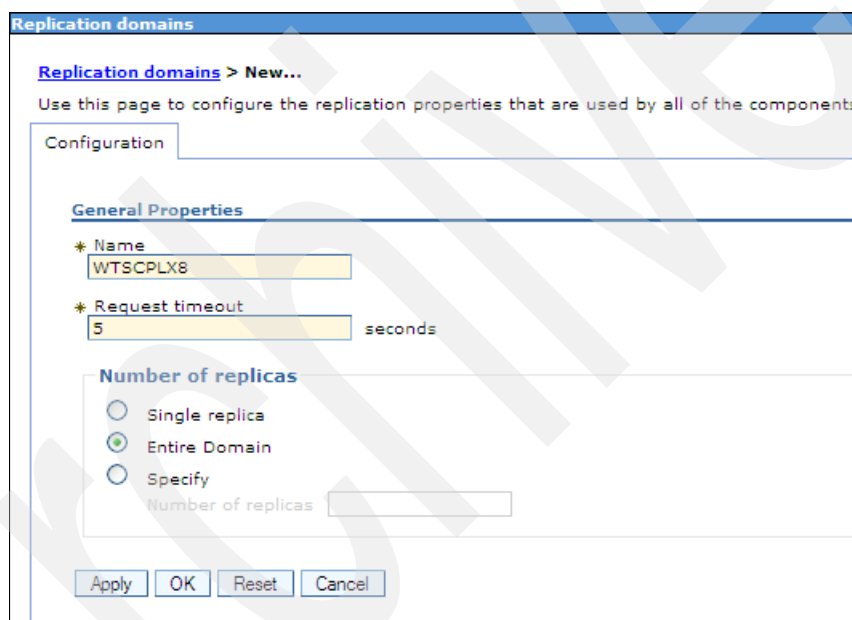 Replication domains
Replication domains > New...
Use this page to configure the replication properties that are used by all of the components
Configuration
General Properties
* Name
WTSCPLX8
* Request timeout
5 seconds
Number of replicas
Single replica
Entire Domain
Specify
Number of replicas
Apply OK Reset Cancel